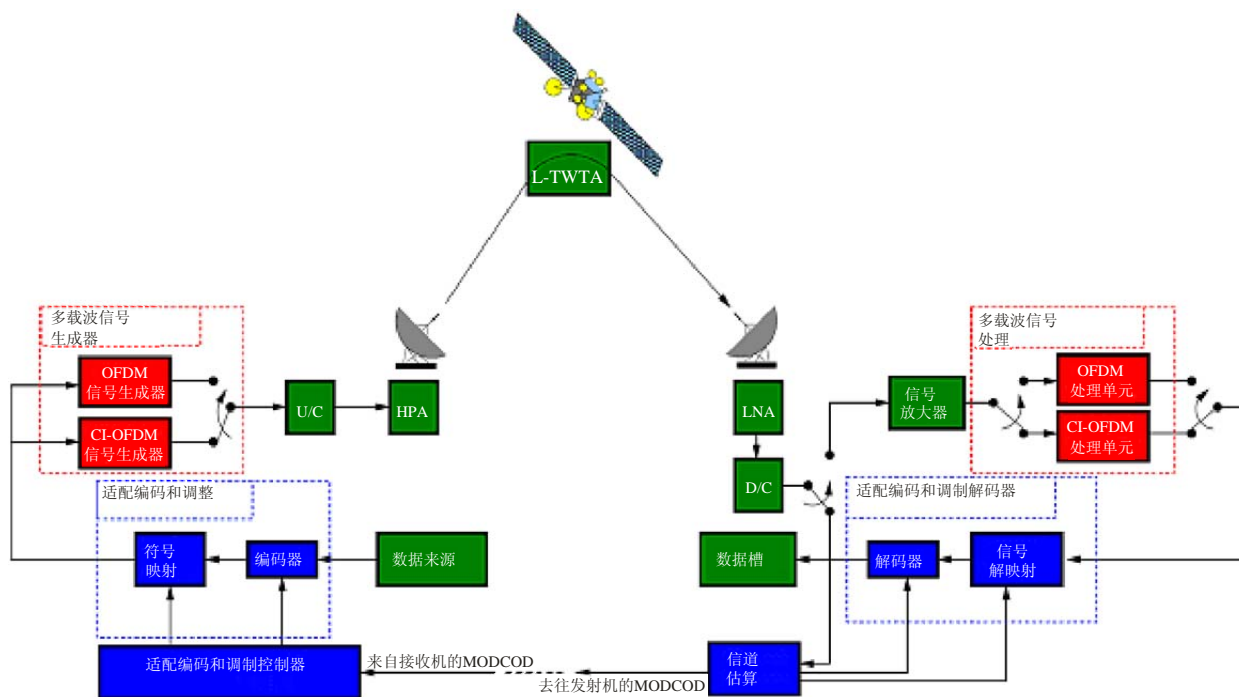 L-TWTA
多载波信号
生成器
OFDM
信号生成器
CI-OFDM
信号生成器
U/C
HPA
LNA
D/C
信号
放大器
多载波信号
处理
OFDM
处理单元
CI-OFDM
处理单元
适配编码和调整
符号
映射
编码器
数据来源
数据槽
适配编码和调制解码器
解码器
信号
解映射
适配编码和调制控制器
来自接收机的MODCOD
去往发射机的MODCOD
信道
估算